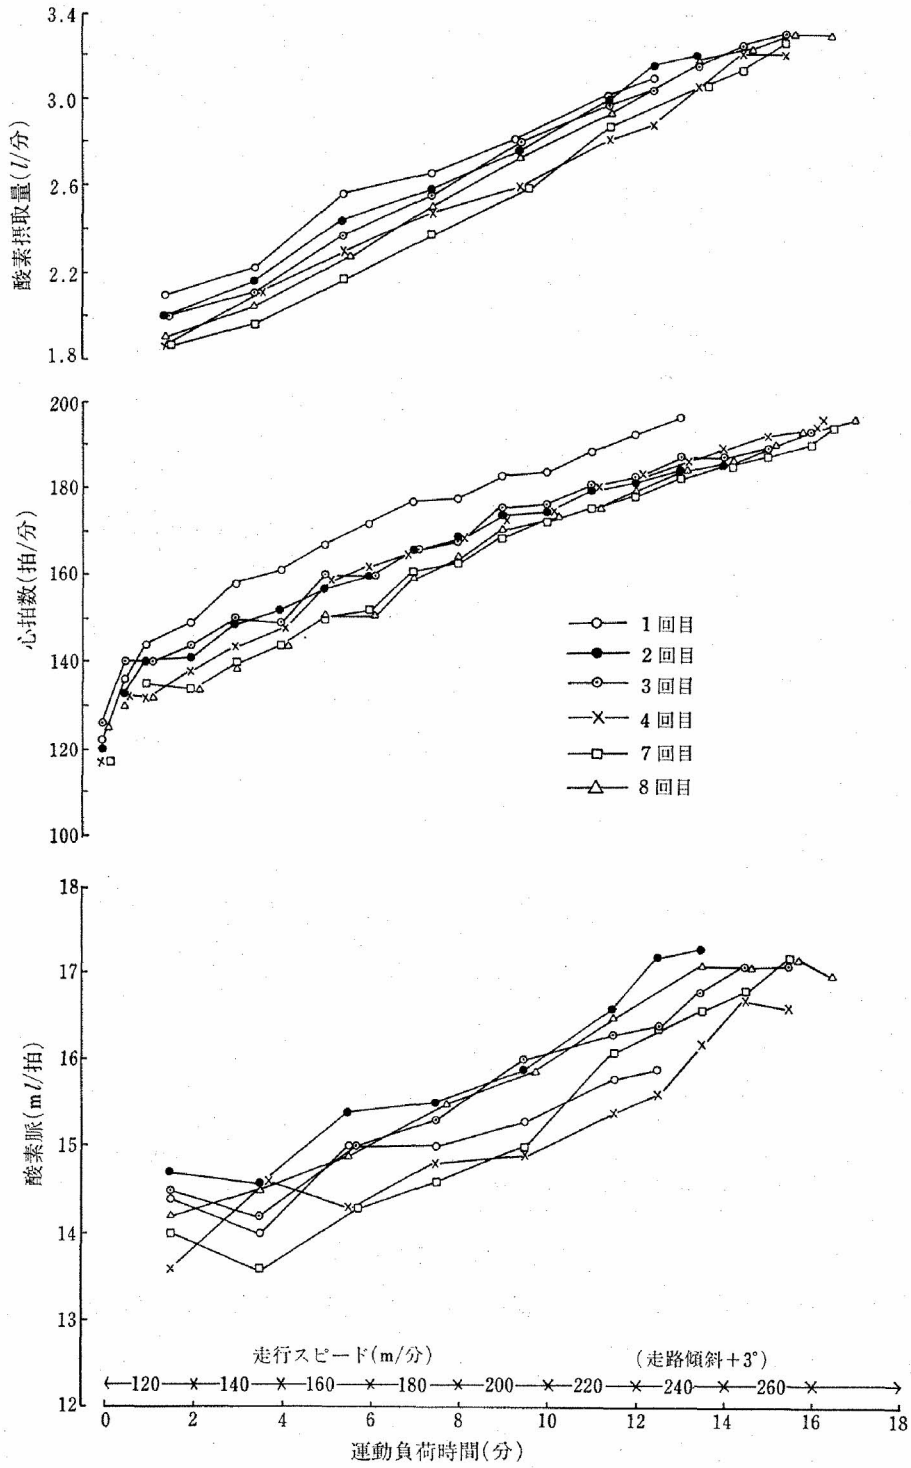 3.4
3.0
2.6
2.2
1.8
酸素摂取量(l/分)
200
180
160
140
120
100
心拍数(拍/分)
1回目
2回目
3回目
4回目
7回目
8回目
18
17
16
15
14
13
12
酸素脈(ml/拍)
走行スピード(m/分) (走路傾斜+3°)
120 140 160 180 200 220 240 260
0 2 4 6 8 10 12 14 16 18
運動負荷時間(分)